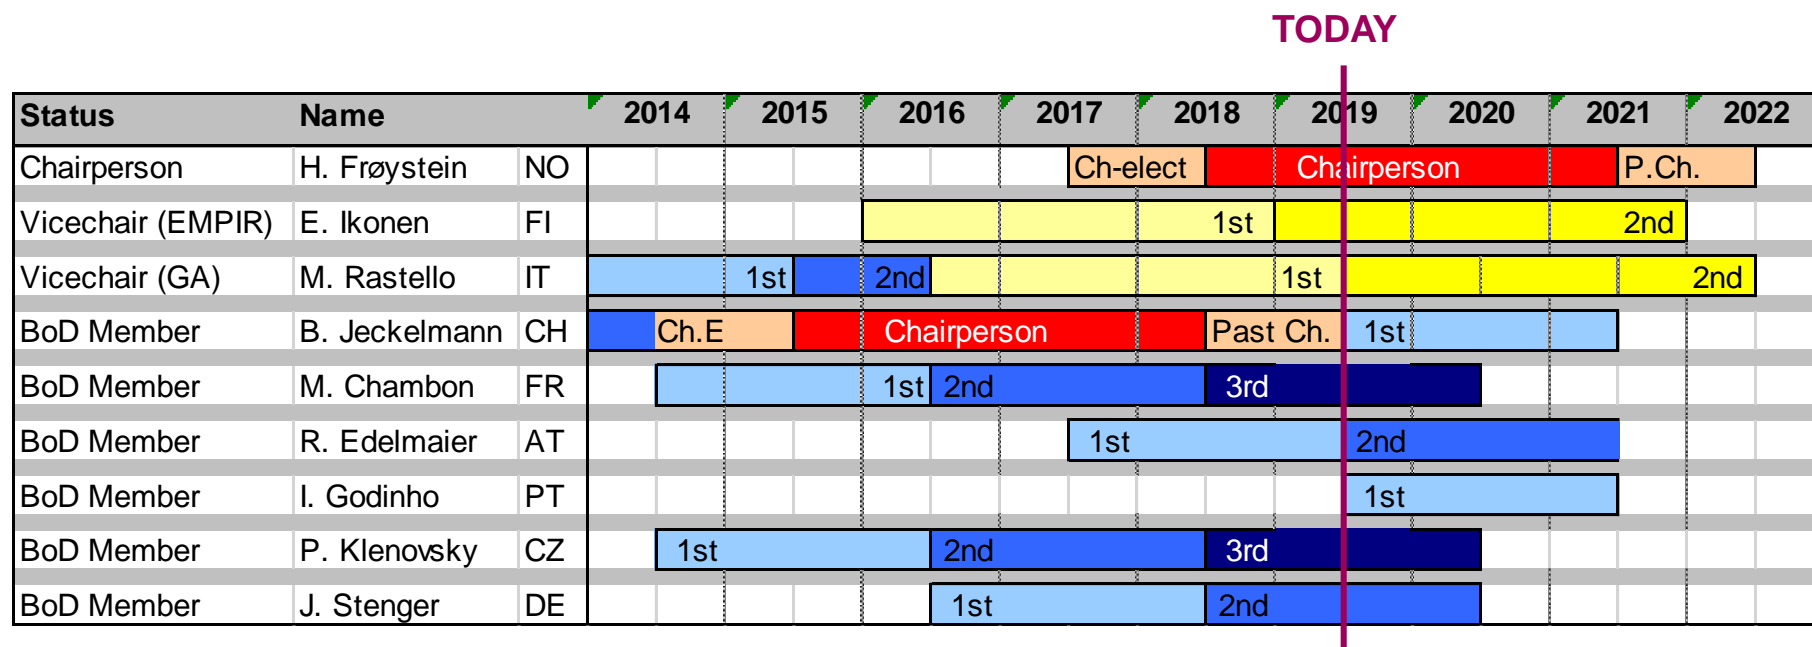 TODAY
Status Name 2014 2015 2016 2017 2018 2019 2020 2021 2022
Chairperson H. Frøystein NO Ch-elect Chairperson P.Ch.
Vicechair (EMPIR) E. Ikonen FI 1st 2nd
Vicechair (GA) M. Rastello IT 1st 2nd 1st 2nd
BoD Member B. Jeckelmann CH Ch.E Chairperson Past Ch. 1st
BoD Member M. Chambon FR 1st 2nd 3rd
BoD Member R. Edelmaier AT 1st 2nd
BoD Member I. Godinho PT 1st
BoD Member P. Klenovsky CZ 1st 2nd 3rd
BoD Member J. Stenger DE 1st 2nd